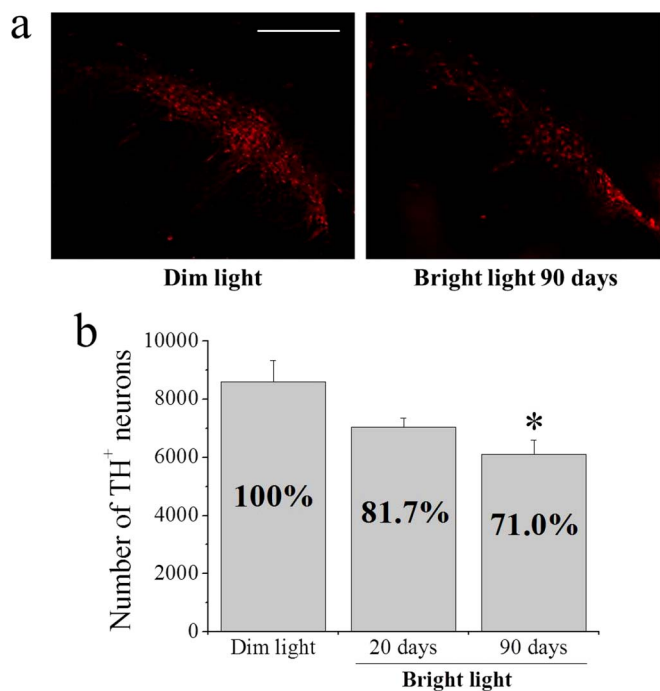 a
Dim light
Bright light 90 days
b
Number of TH⁺ neurons
10000
8000
6000
4000
2000
0
100%
81.7%
*
71.0%
Dim light
20 days
90 days
Bright light